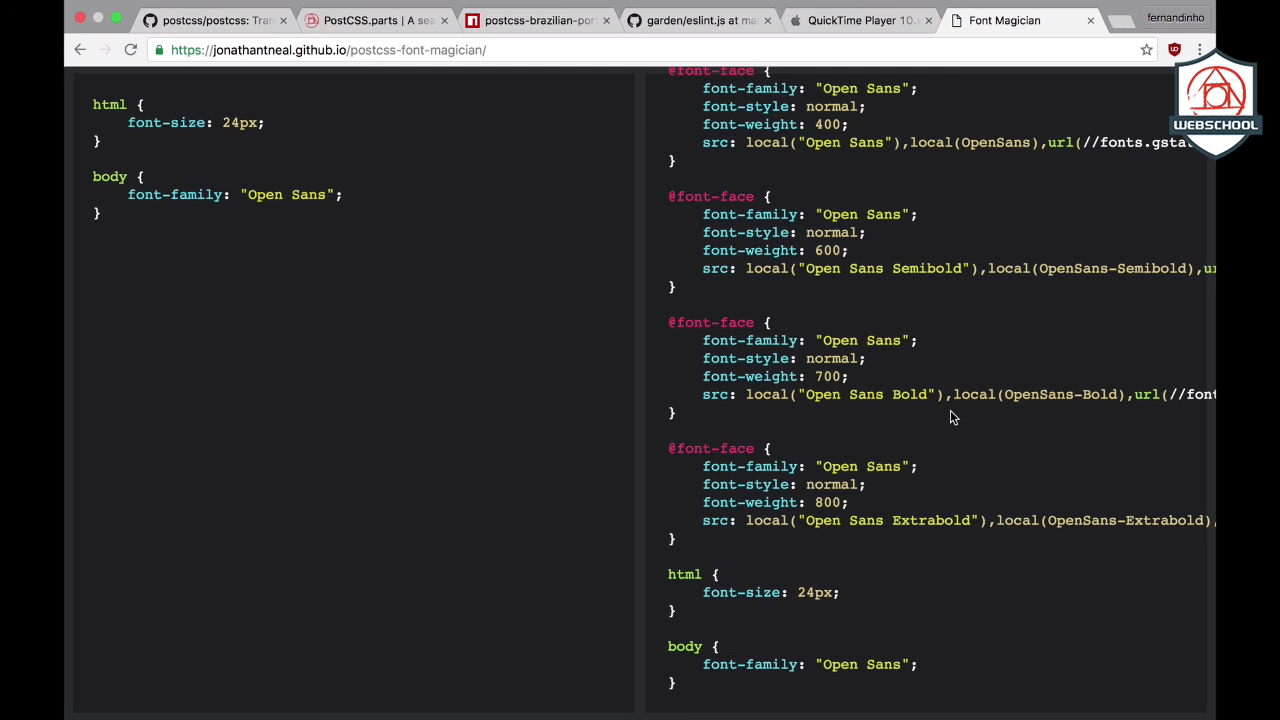 postcss/postcss: Tran
PostCSS.parts | A sea
postcss-brazilian-port
garden/eslint.js at ma
QuickTime Player 10.
Font Magician
fernandinho
https://jonathantneal.github.io/postcss-font-magician/
WEBSCHOOL
html {
font-size: 24px;
}
body {
font-family: "Open Sans";
}
@font-face {
font-family: "Open Sans";
font-style: normal;
font-weight: 400;
src: local("Open Sans"),local(OpenSans),url(//fonts.gstat
}
@font-face {
font-family: "Open Sans";
font-style: normal;
font-weight: 600;
src: local("Open Sans Semibold"),local(OpenSans-Semibold),ur
}
@font-face {
font-family: "Open Sans";
font-style: normal;
font-weight: 700;
src: local("Open Sans Bold"),local(OpenSans-Bold),url(//font
}
@font-face {
font-family: "Open Sans";
font-style: normal;
font-weight: 800;
src: local("Open Sans Extrabold"),local(OpenSans-Extrabold),
}
html {
font-size: 24px;
}
body {
font-family: "Open Sans";
}